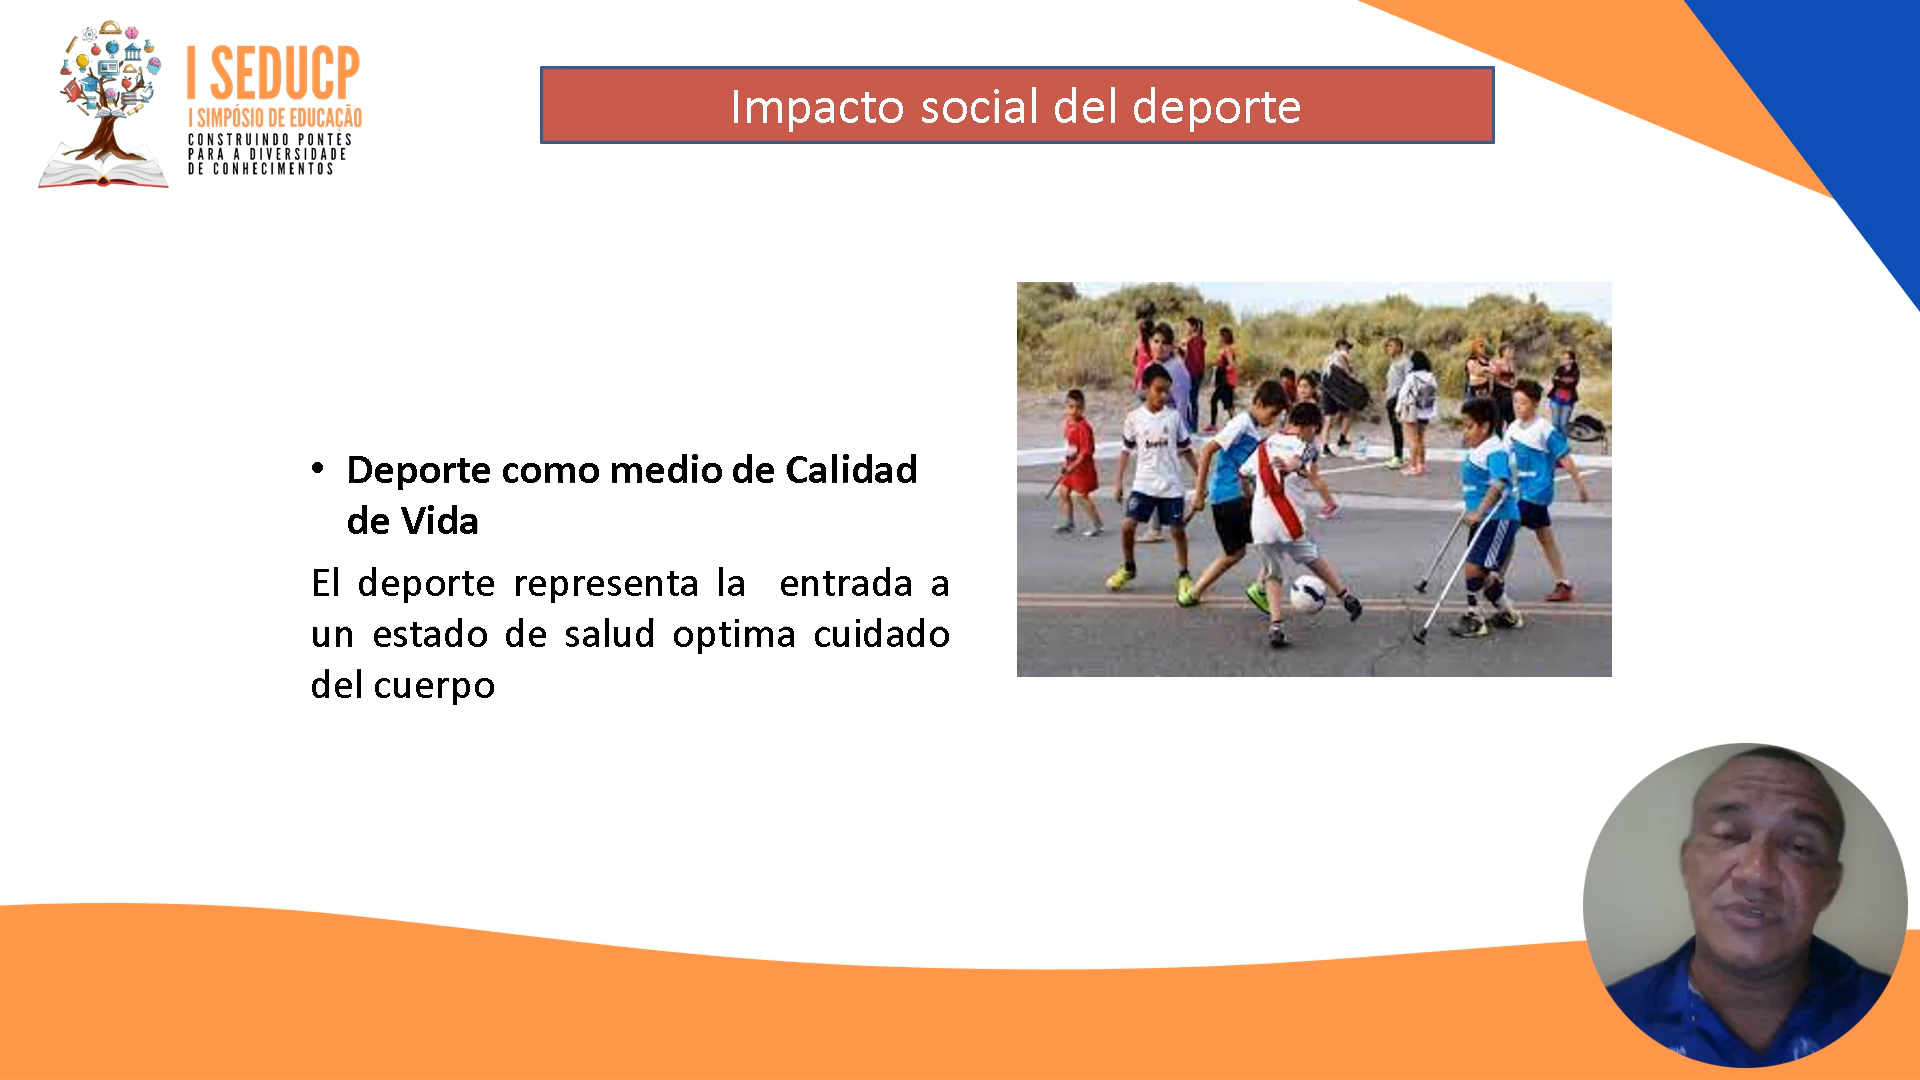 I SEDUCP
I SIMPÓSIO DE EDUCAÇÃO
CONSTRUINDO PONTES
PARA A DIVERSIDADE
DE CONHECIMENTOS
Impacto social del deporte
• Deporte como medio de Calidad
de Vida
El deporte representa la entrada a
un estado de salud optima cuidado
del cuerpo